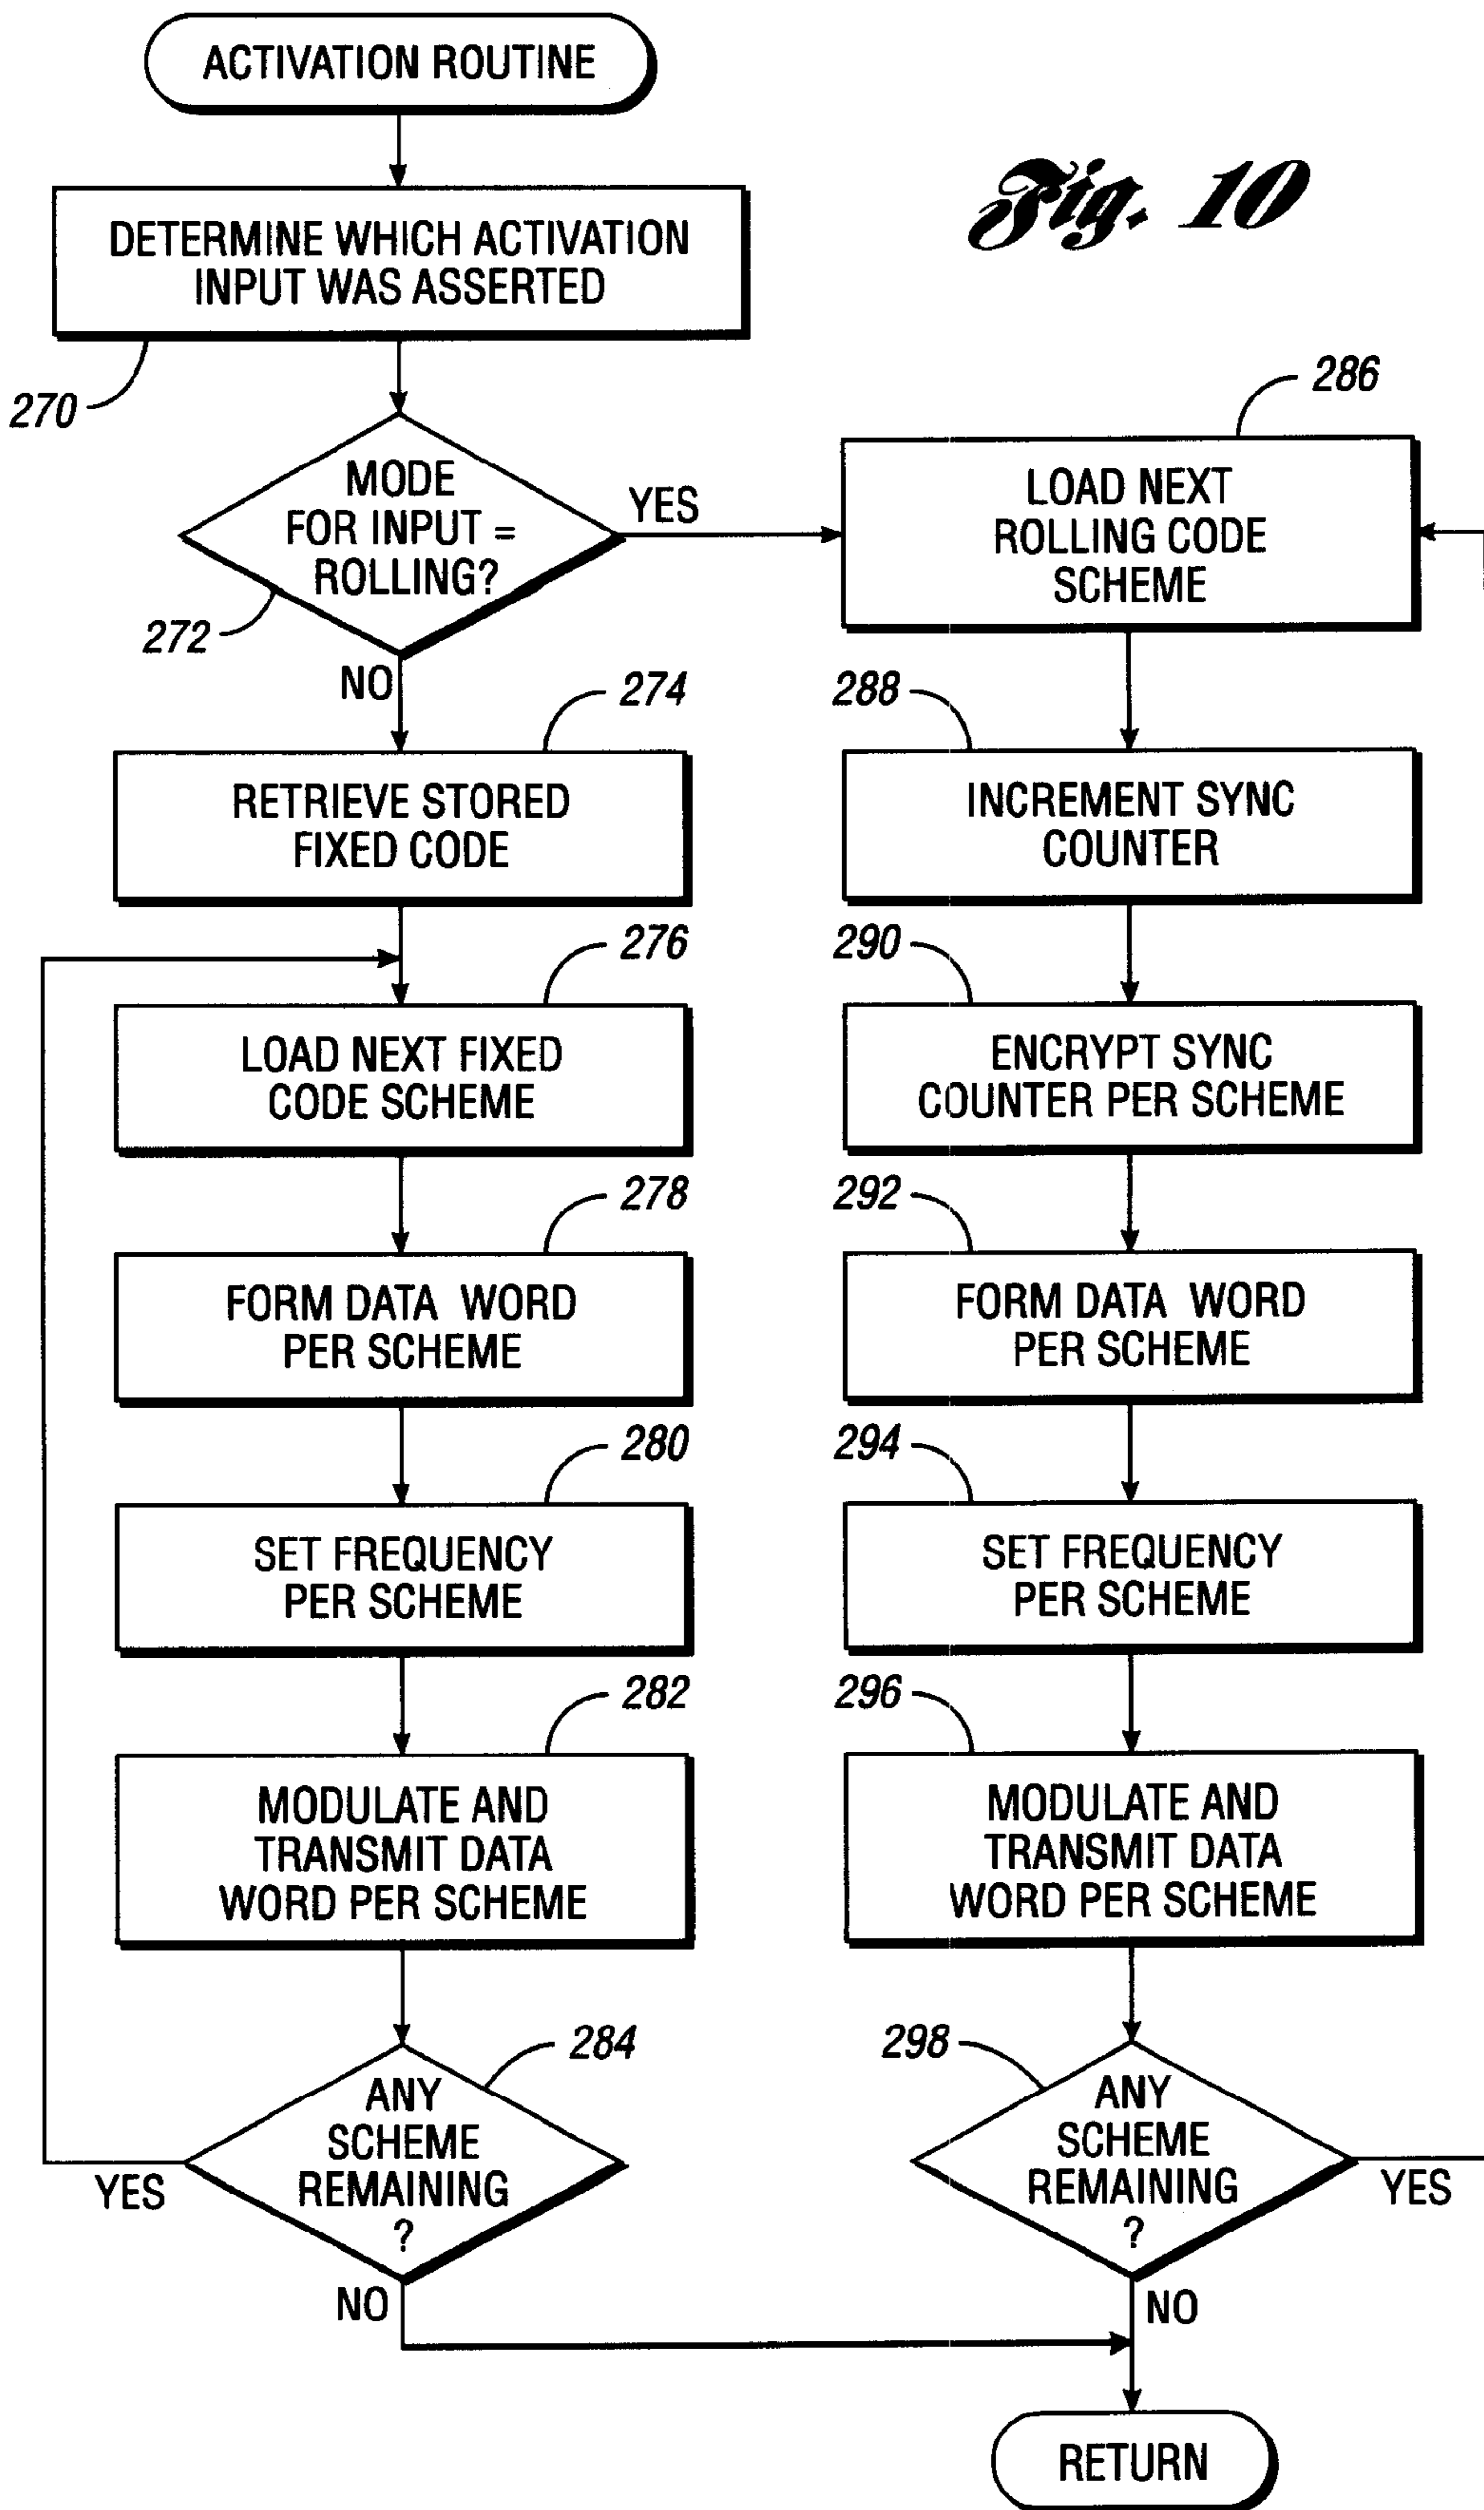 ACTIVATION ROUTINE
Fig. 10
DETERMINE WHICH ACTIVATION
INPUT WAS ASSERTED
270
MODE
FOR INPUT =
ROLLING?
272
YES
NO
274
RETRIEVE STORED
FIXED CODE
276
LOAD NEXT FIXED
CODE SCHEME
278
FORM DATA WORD
PER SCHEME
280
SET FREQUENCY
PER SCHEME
282
MODULATE AND
TRANSMIT DATA
WORD PER SCHEME
284
ANY
SCHEME
REMAINING
?
YES
NO
286
LOAD NEXT
ROLLING CODE
SCHEME
288
INCREMENT SYNC
COUNTER
290
ENCRYPT SYNC
COUNTER PER SCHEME
292
FORM DATA WORD
PER SCHEME
294
SET FREQUENCY
PER SCHEME
296
MODULATE AND
TRANSMIT DATA
WORD PER SCHEME
298
ANY
SCHEME
REMAINING
?
YES
NO
RETURN